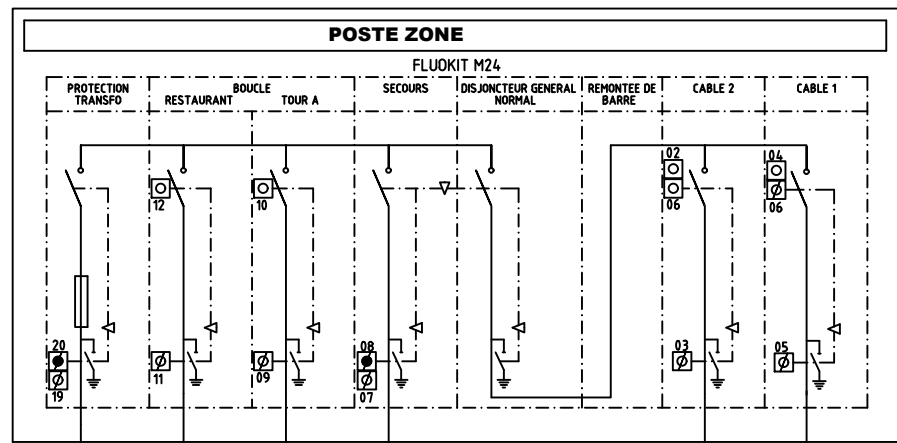 POSTE ZONE
FLUOKIT M24
PROTECTION
TRANSFO
BOUCLE
RESTAURANT
TOUR A
SECOURS
DISJONCTEUR GENERAL
NORMAL
REMONTEE DE
BARRE
CABLE 2
CABLE 1
12
10
02
06
04
06
20
19
11
09
08
07
03
05